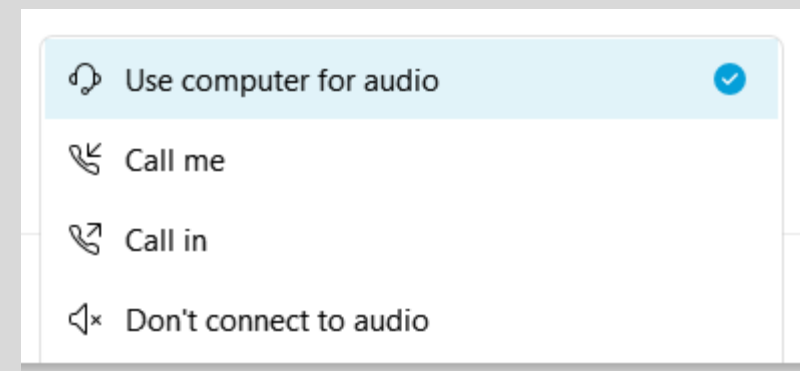 Use computer for audio
Call me
Call in
Don't connect to audio